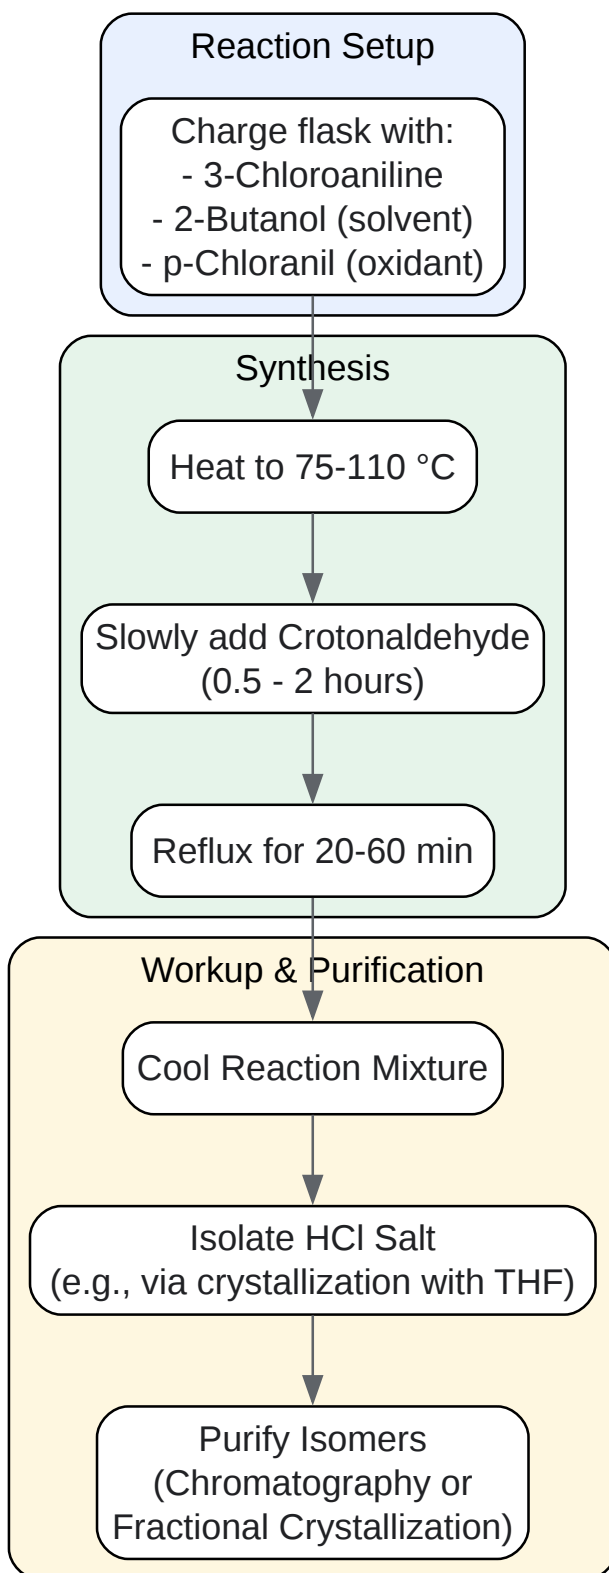 Reaction Setup
Charge flask with:
- 3-Chloroaniline
- 2-Butanol (solvent)
- p-Chloranil (oxidant)
Synthesis
Heat to 75-110 °C
Slowly add Crotonaldehyde
(0.5 - 2 hours)
Reflux for 20-60 min
Workup & Purification
Cool Reaction Mixture
Isolate HCl Salt
(e.g., via crystallization with THF)
Purify Isomers
(Chromatography or
Fractional Crystallization)